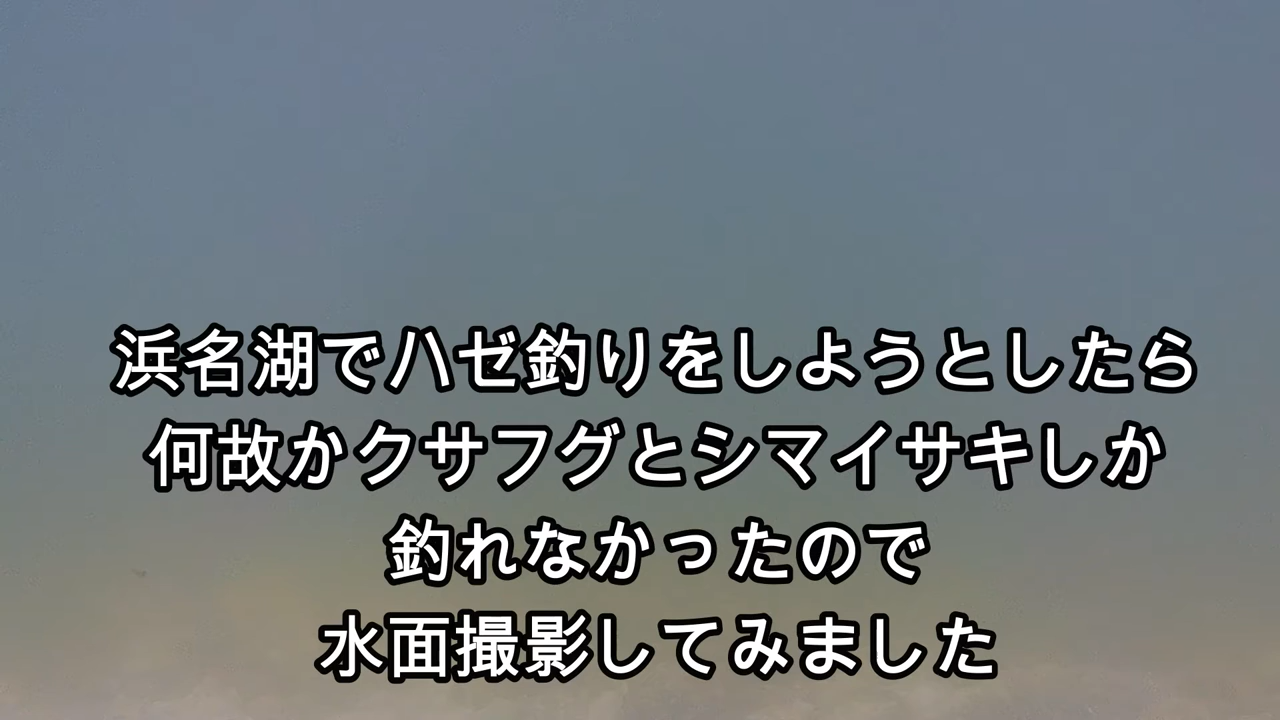 浜名湖でハゼ釣りをしようとしたら
何故かクサフグとシマイサキしか
釣れなかったので
水面撮影してみました